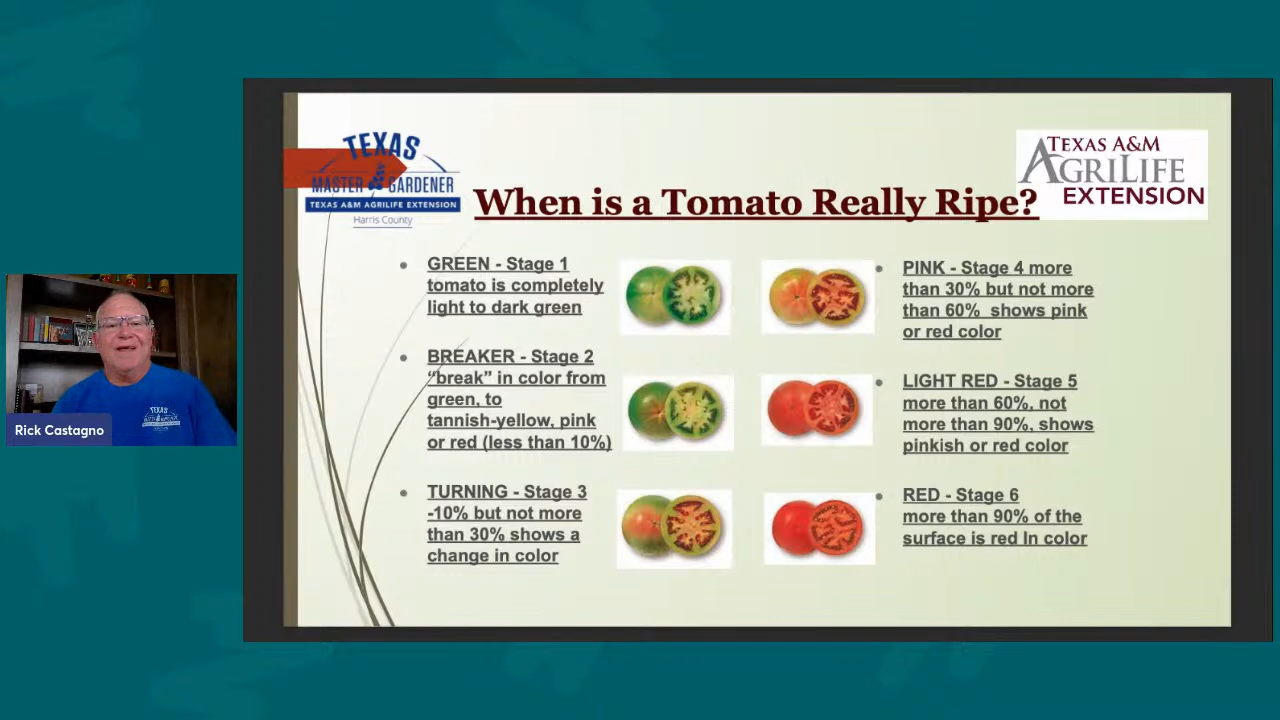 TEXAS
MASTER GARDENER
TEXAS A&M AGRILIFE EXTENSION
Harris County
TEXAS A&M
AGRILIFE
EXTENSION
When is a Tomato Really Ripe?
GREEN - Stage 1
tomato is completely
light to dark green
BREAKER - Stage 2
“break” in color from
green, to
tannish-yellow, pink
or red (less than 10%)
TURNING - Stage 3
-10% but not more
than 30% shows a
change in color
PINK - Stage 4 more
than 30% but not more
than 60% shows pink
or red color
LIGHT RED - Stage 5
more than 60%, not
more than 90%, shows
pinkish or red color
RED - Stage 6
more than 90% of the
surface is red In color
Rick Castagno
TEXAS